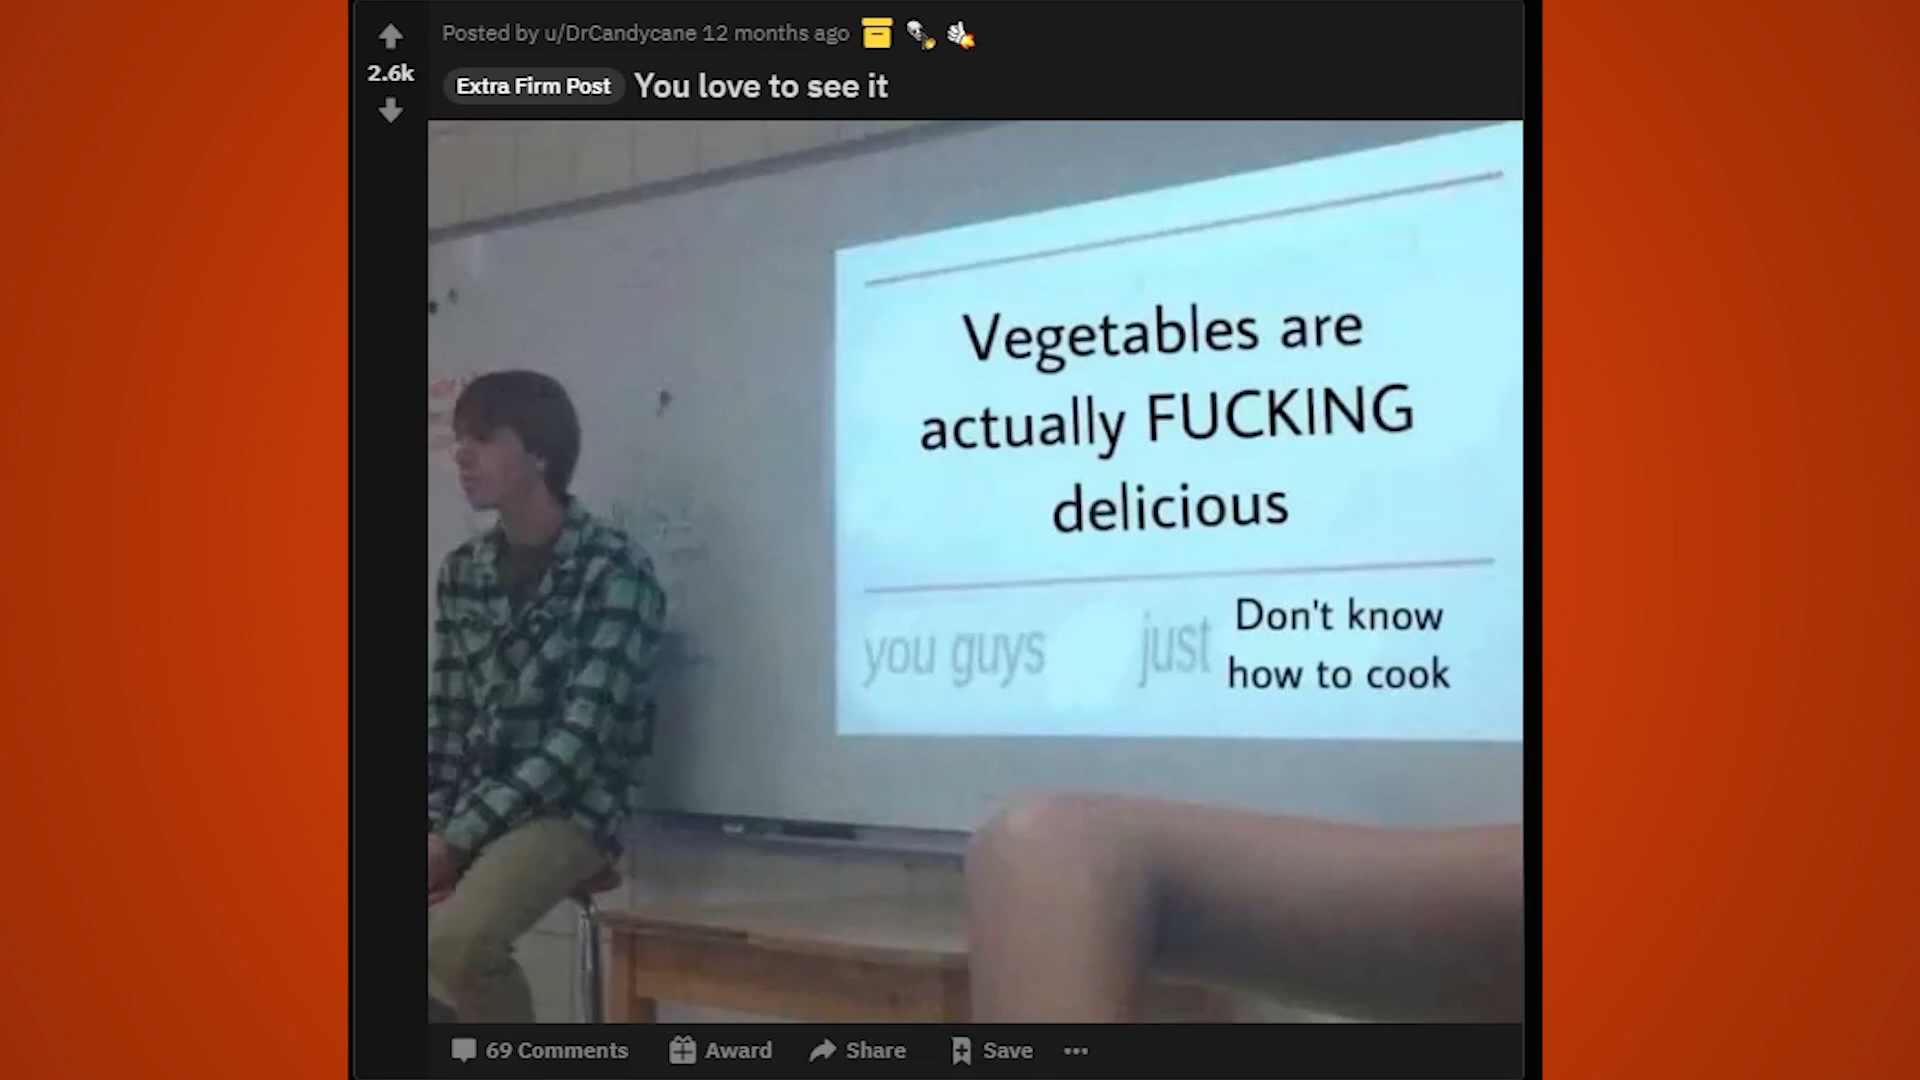 Posted by u/DrCandycane 12 months ago
2.6k
Extra Firm Post You love to see it
Vegetables are
actually FUCKING
delicious
you guys just Don't know
how to cook
69 Comments Award Share Save